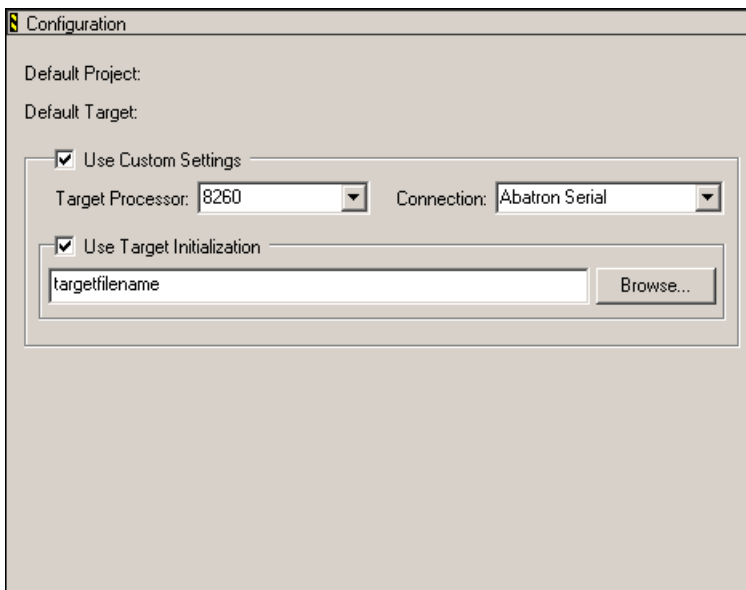 Configuration
Default Project:
Default Target:
Use Custom Settings
Target Processor: 8260 Connection: Abatron Serial
Use Target Initialization
targetfilename Browse...